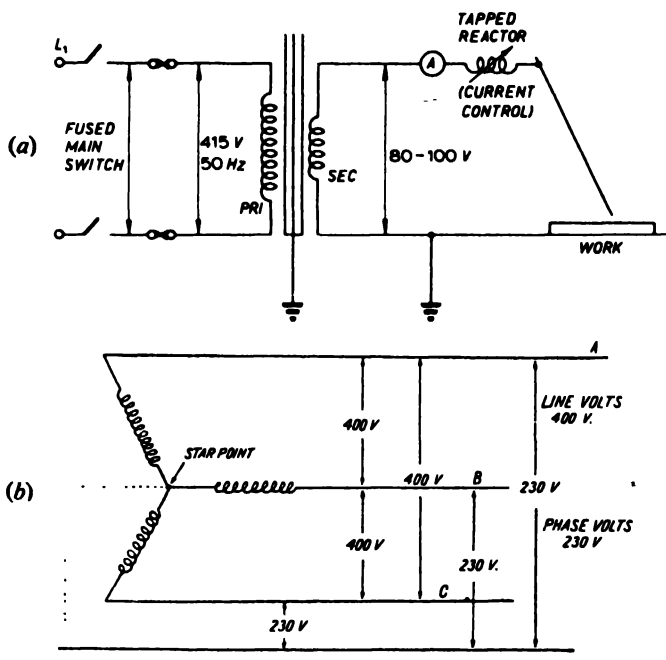 TAPPED
REACTOR
L₁
A
(CURRENT
CONTROL)
(a)
FUSED
MAIN
SWITCH
415 V
50 Hz
PRI
SEC
80-100 V
WORK
A
LINE VOLTS
400 V.
400 V
STAR POINT
(b)
400 V
B
230 V
400 V
PHASE VOLTS
230 V
230 V.
C
230 V